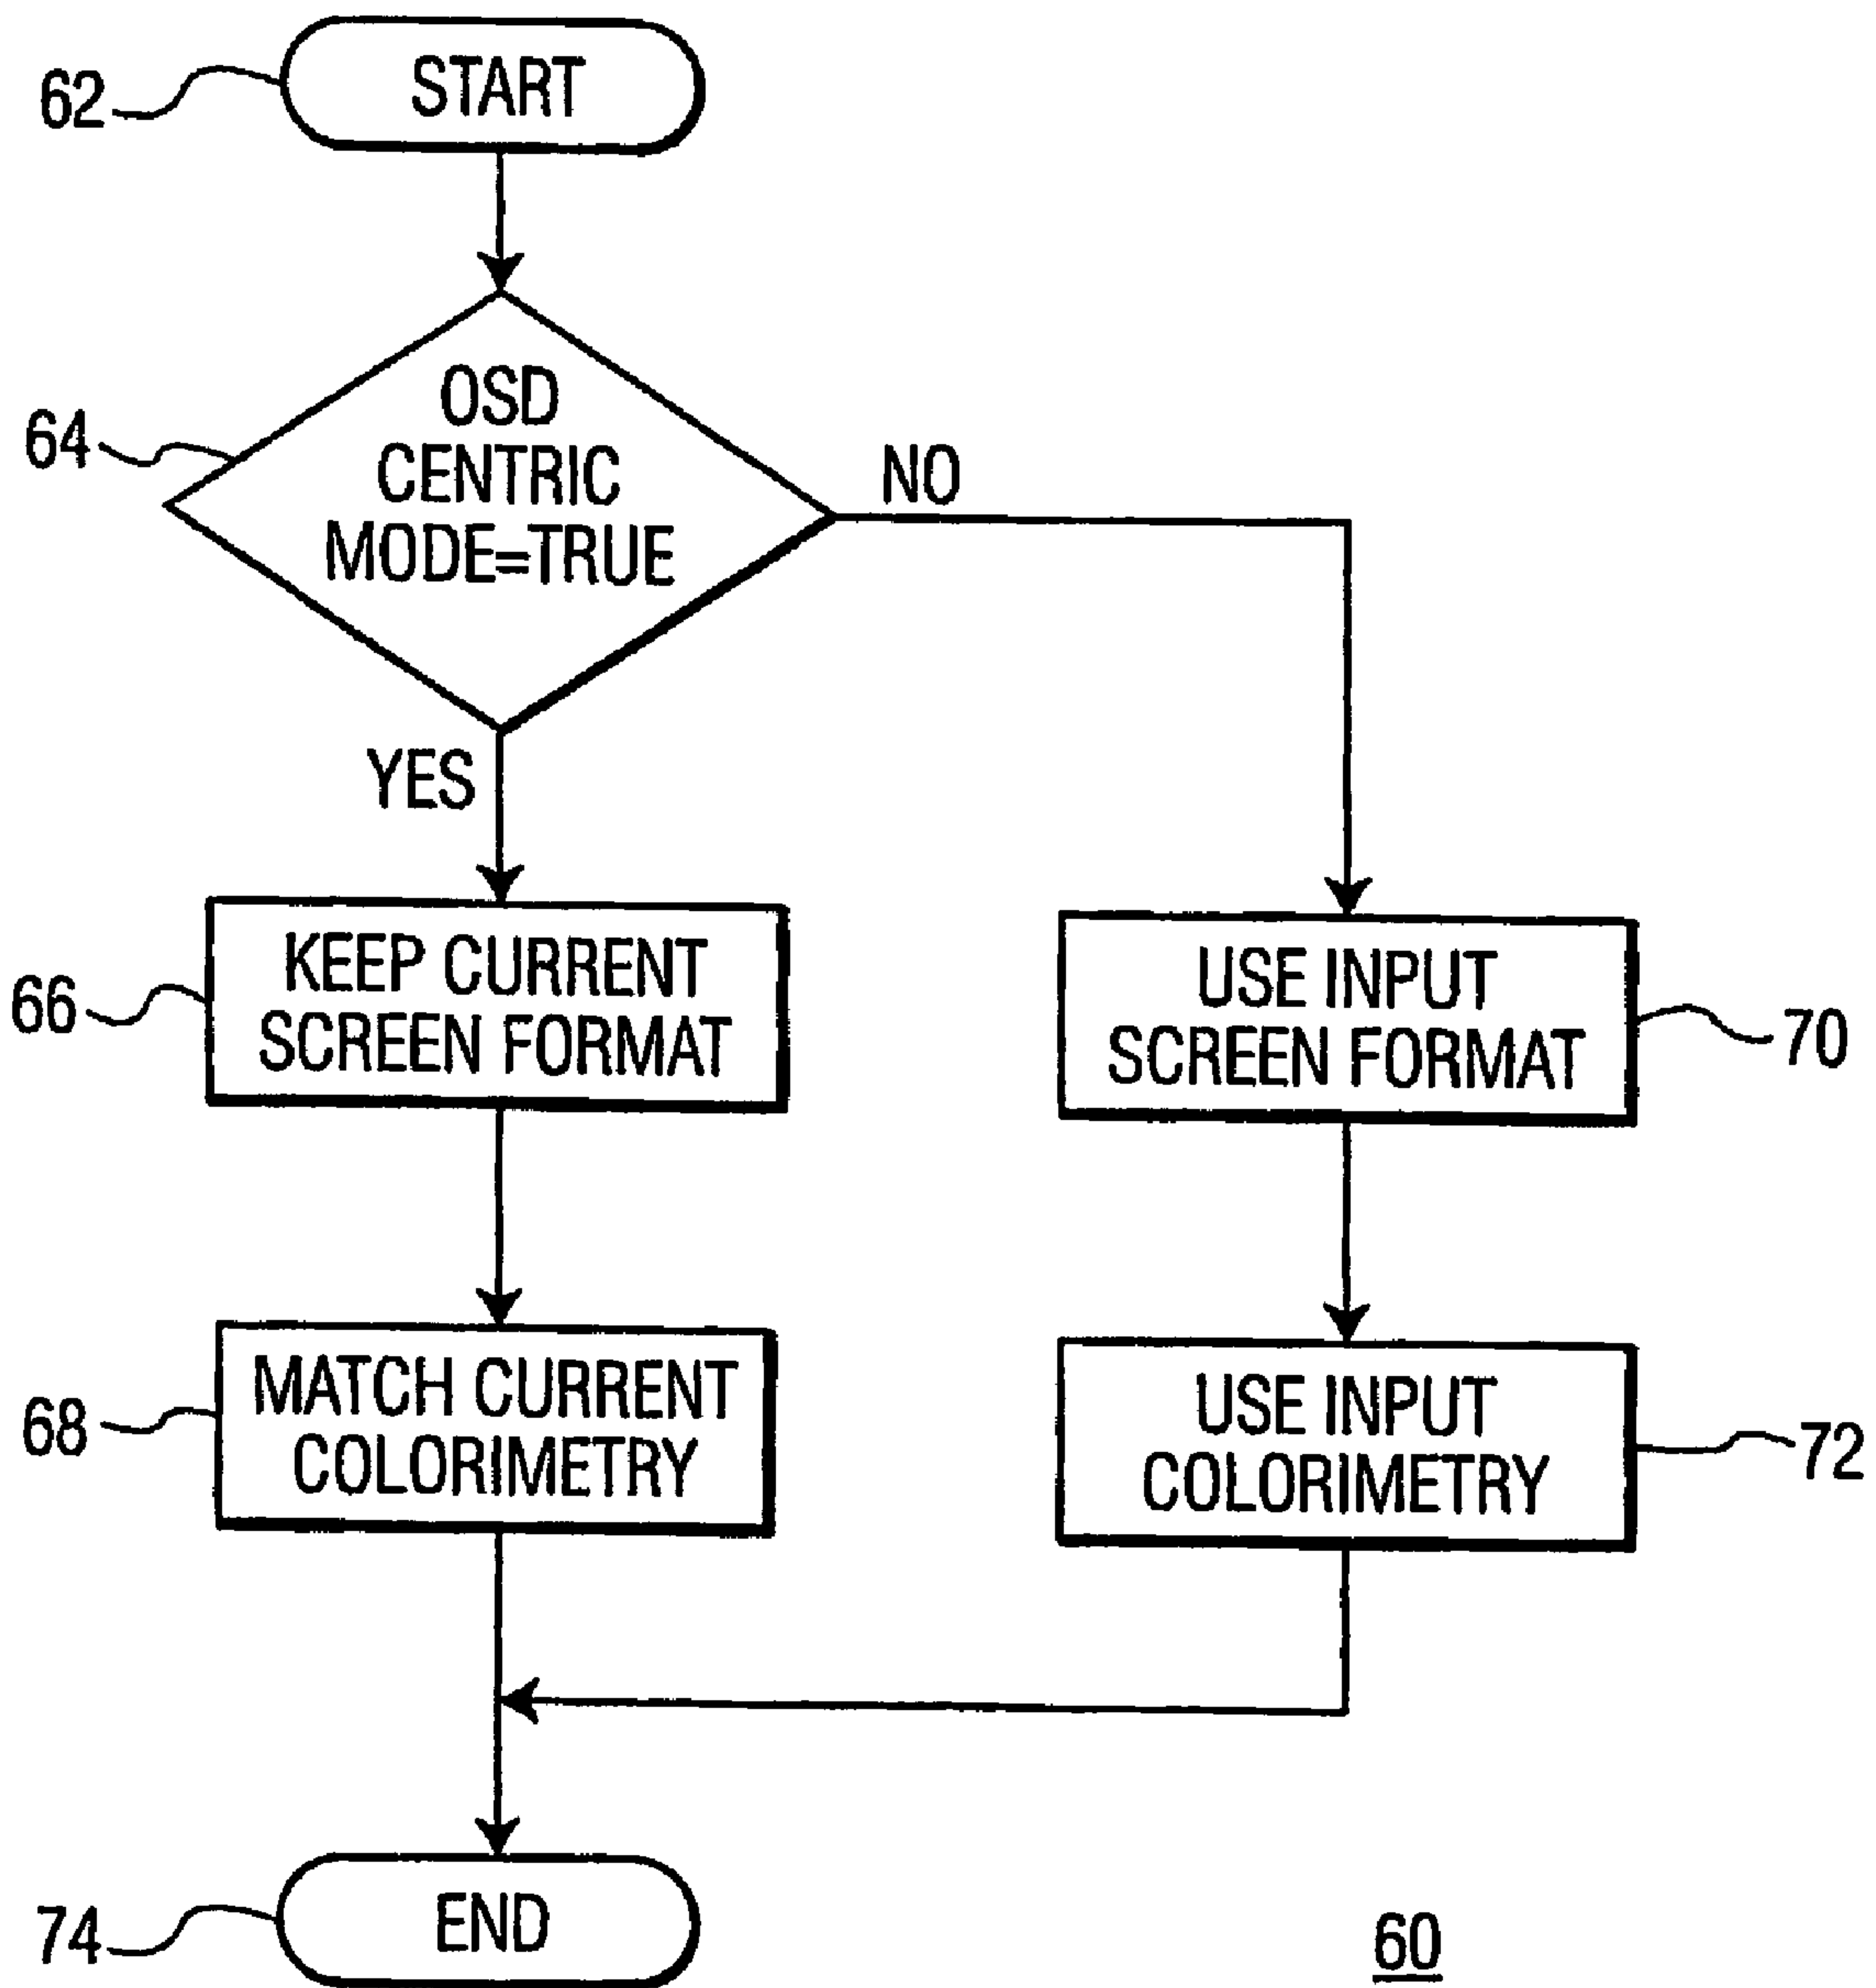 62
START
64
OSD
CENTRIC
MODE=TRUE
NO
YES
66
KEEP CURRENT
SCREEN FORMAT
USE INPUT
SCREEN FORMAT
70
68
MATCH CURRENT
COLORIMETRY
USE INPUT
COLORIMETRY
72
74
END
60